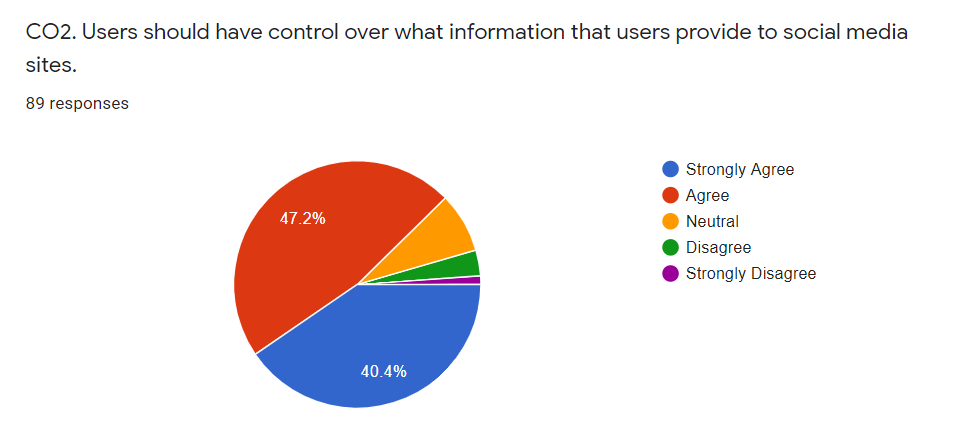 CO2. Users should have control over what information that users provide to social media
sites.
89 responses
47.2%
40.4%
Strongly Agree
Agree
Neutral
Disagree
Strongly Disagree